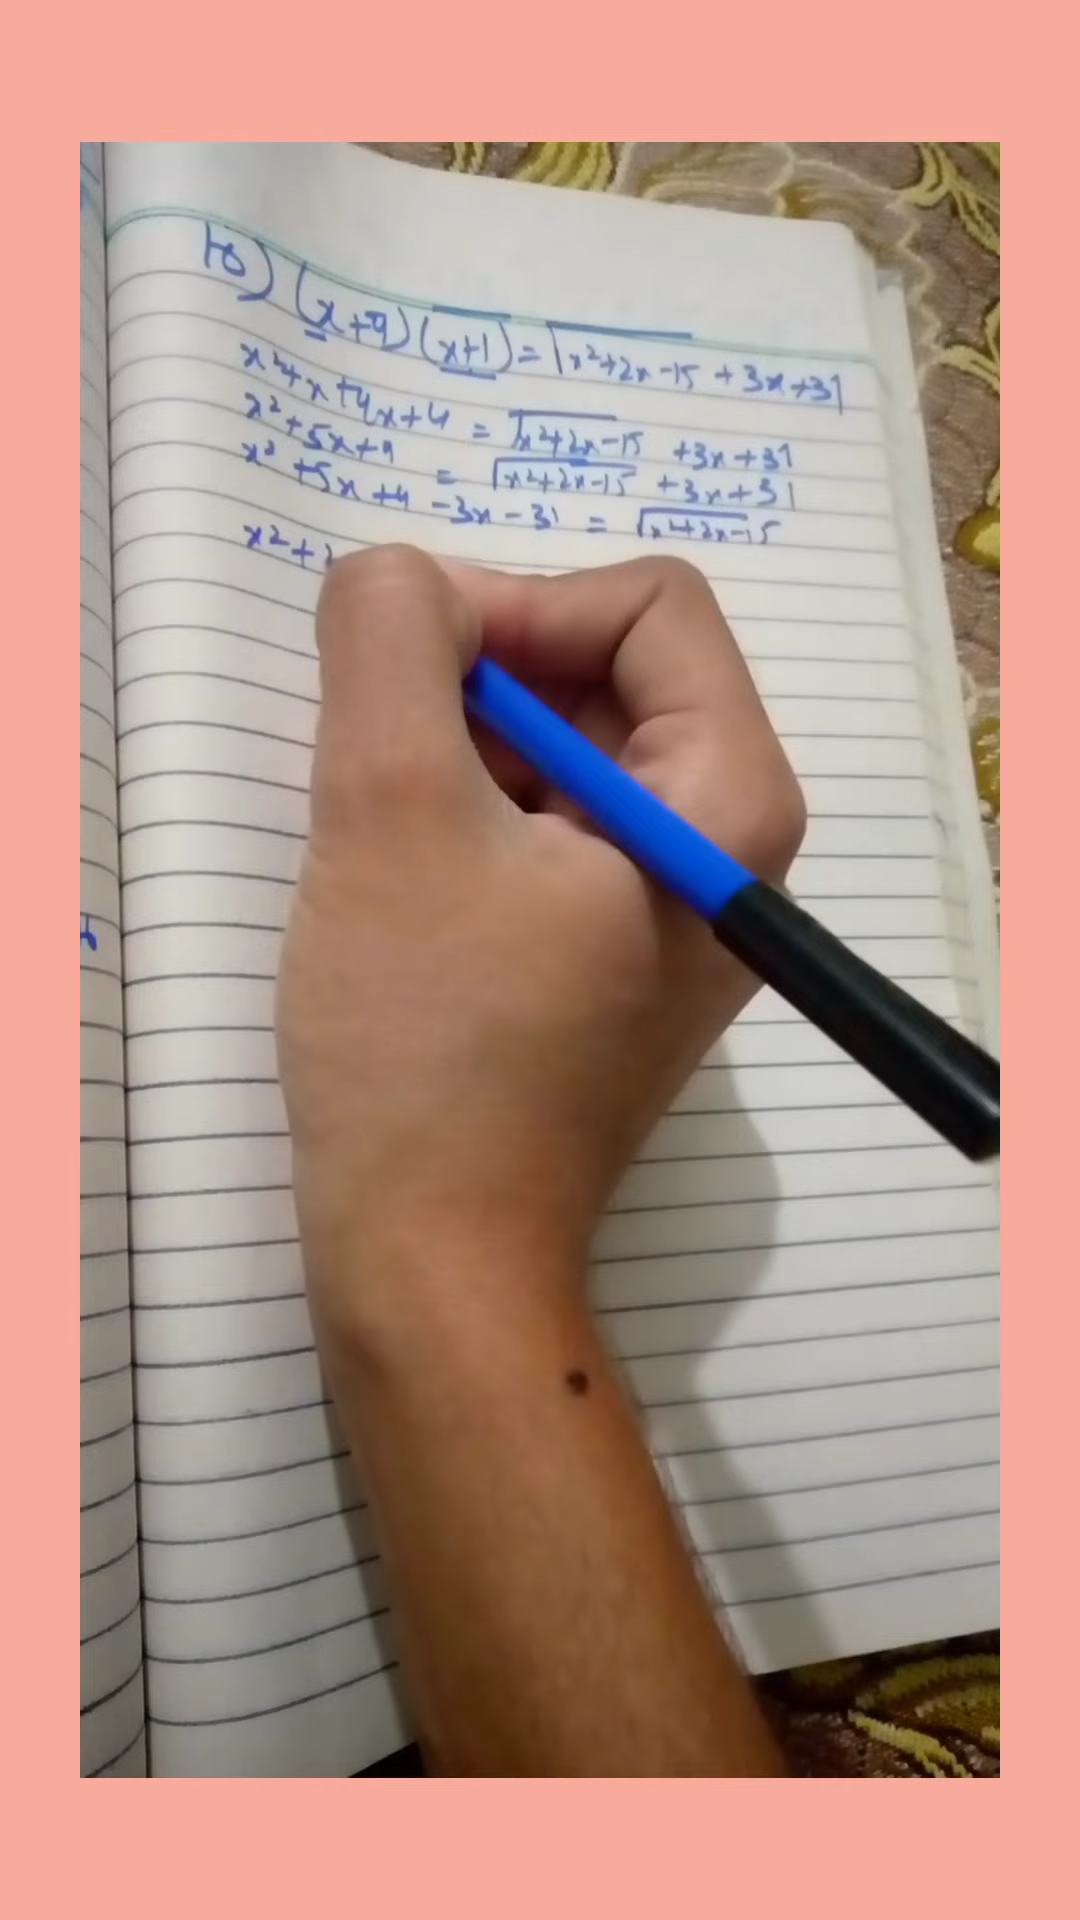 10) (x+4)(x+1) = √x²+2x-15 +3x+31
x²+x+4x+4 = √x²+2x-15 +3x+31
x²+5x+4 = √x²+2x-15 +3x+31
x²+5x+4-3x-31 = √x²+2x-15
x²+2